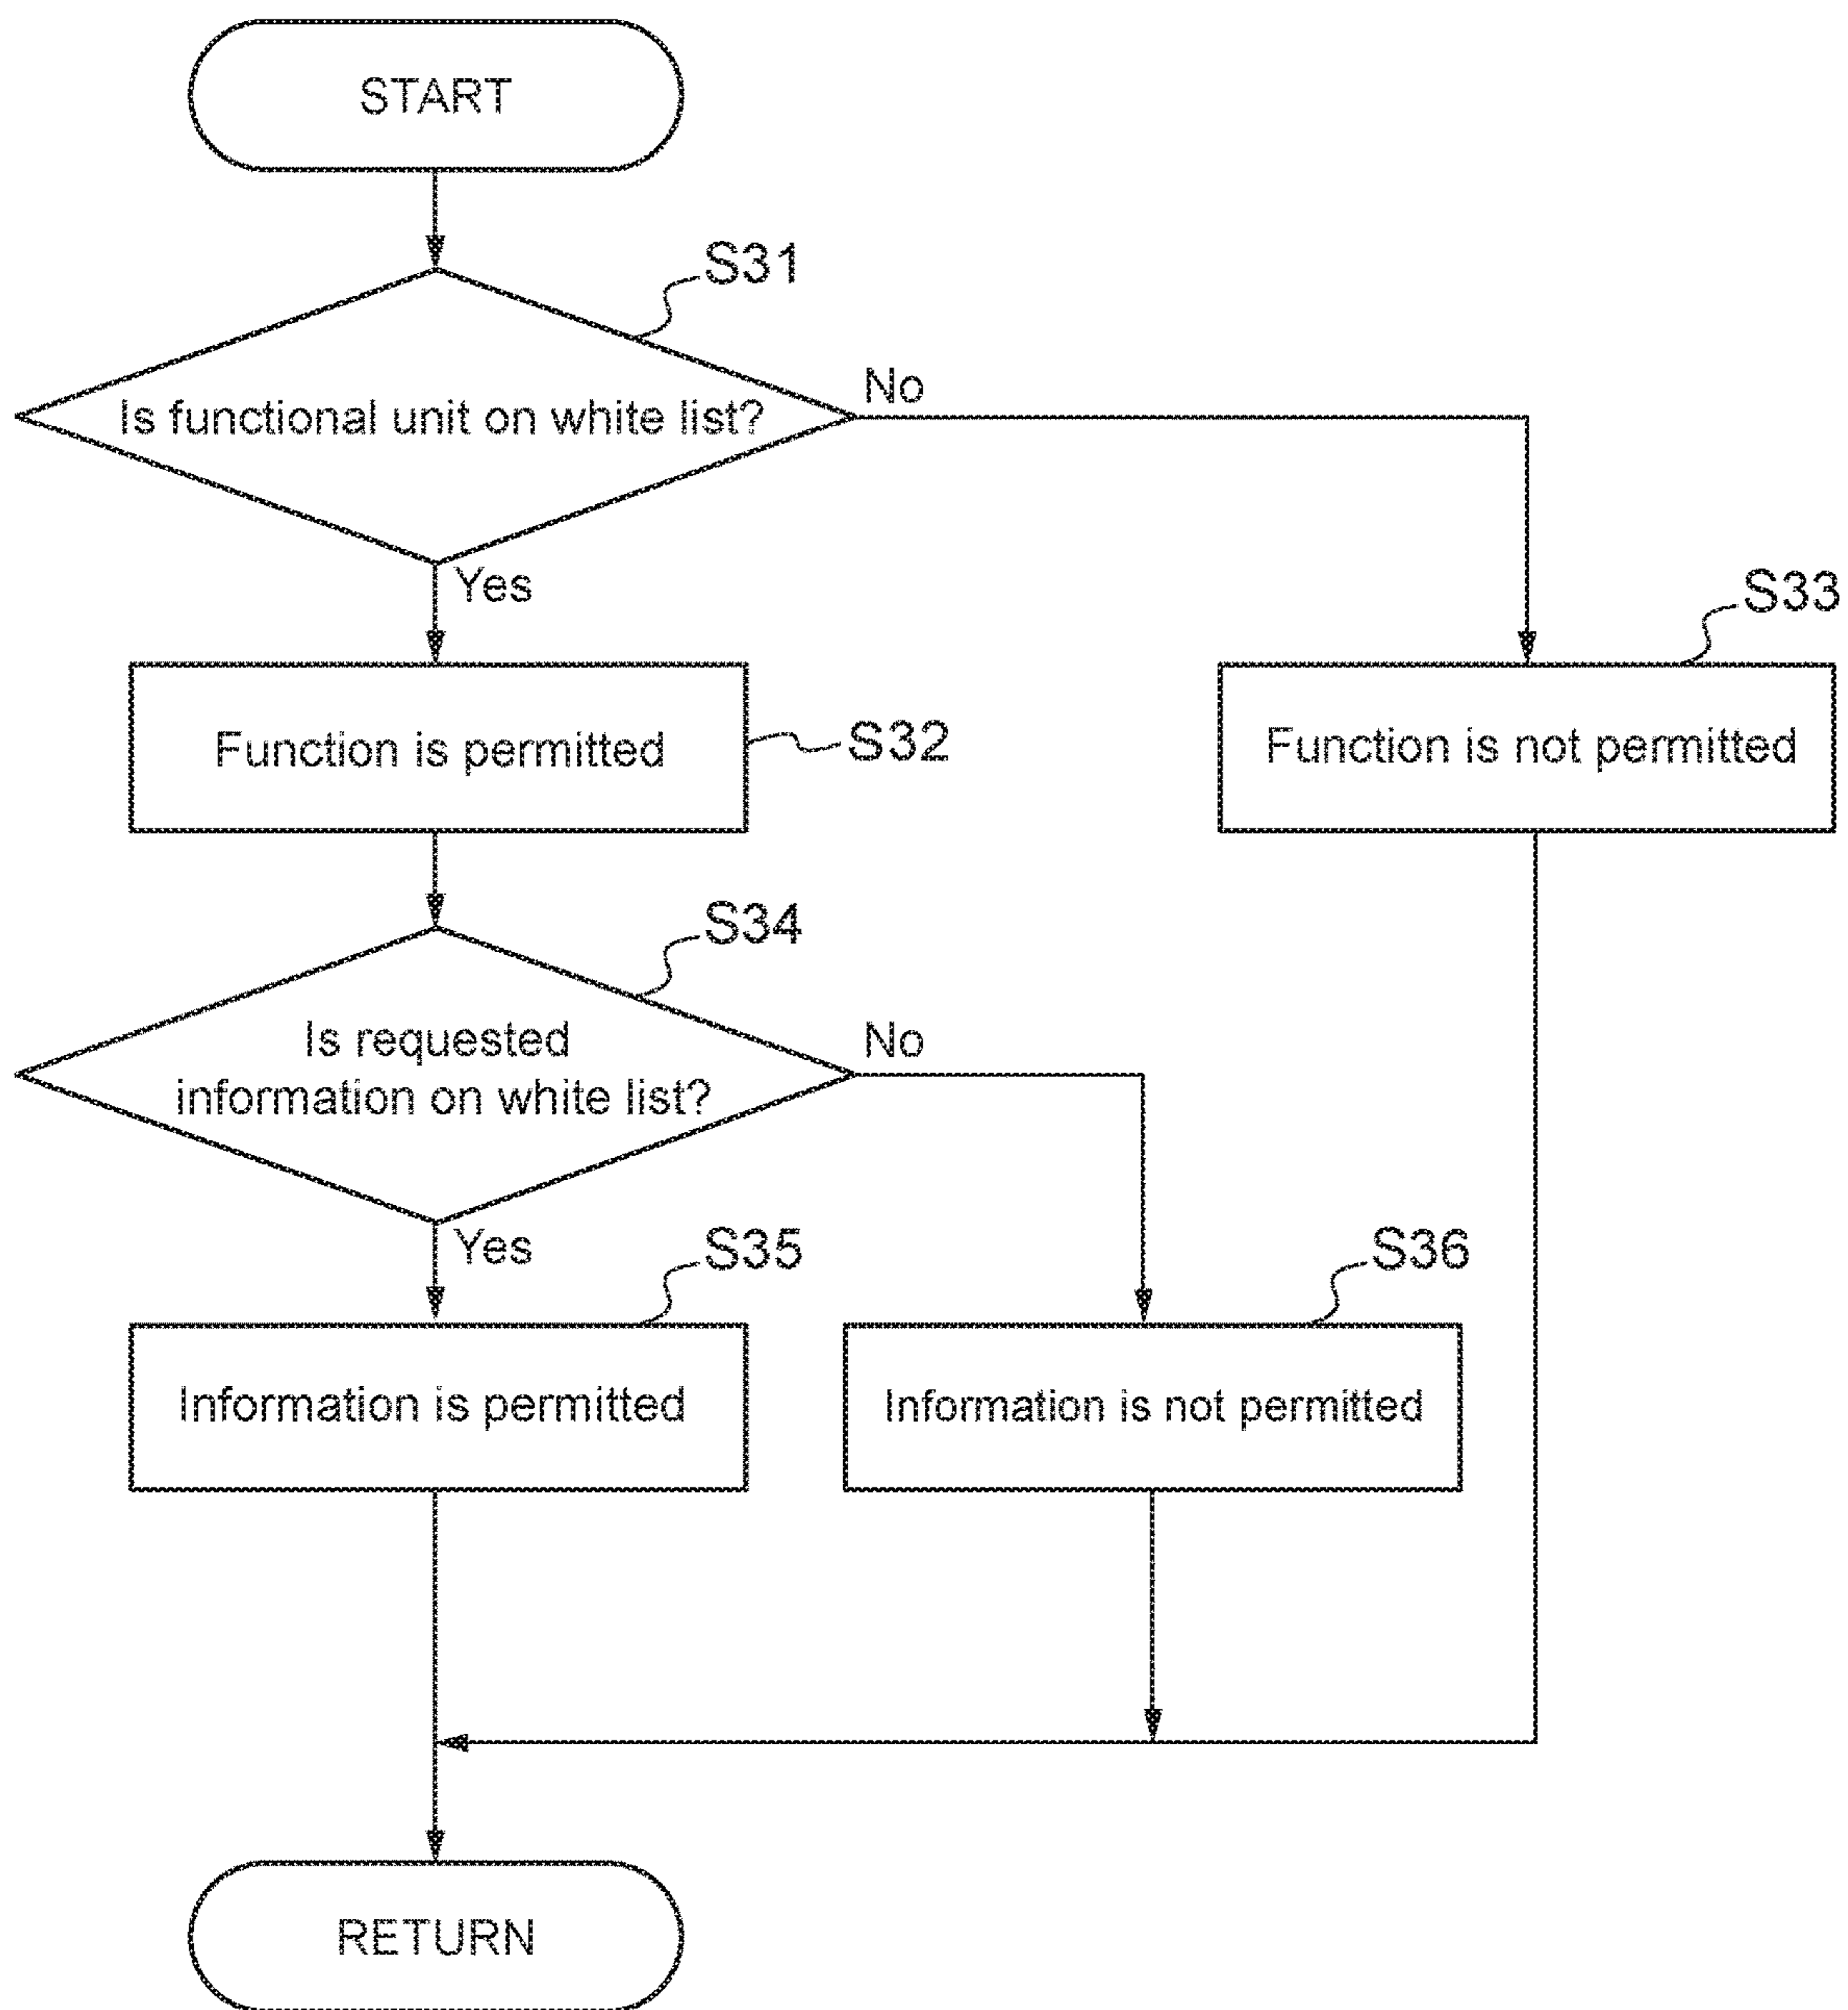 START
S31
Is functional unit on white list?
No
Yes
S33
Function is permitted
S32
Function is not permitted
S34
Is requested
information on white list?
No
Yes
S35
S36
Information is permitted
Information is not permitted
RETURN